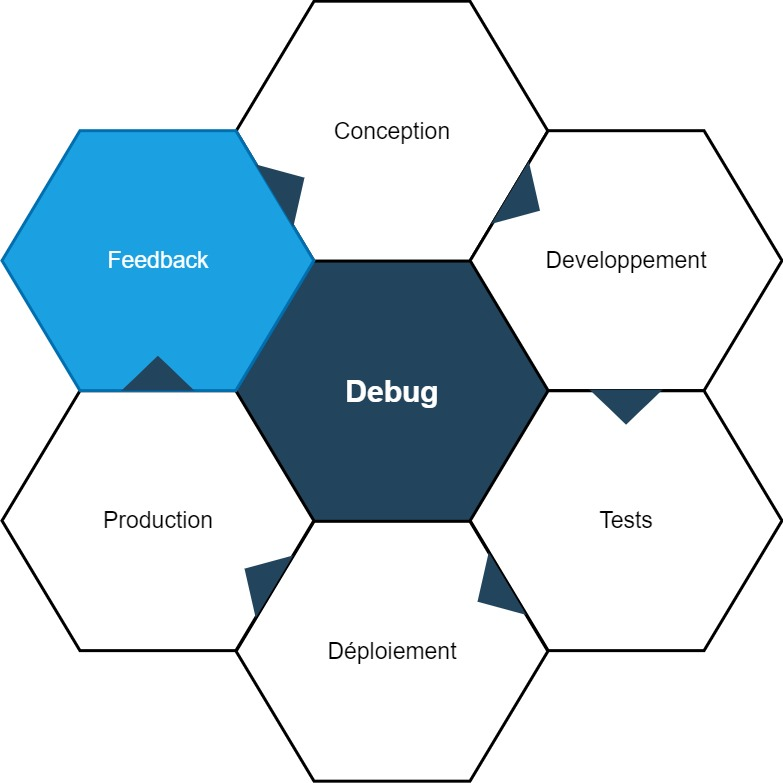 Conception
Feedback
Developpement
Debug
Production
Tests
Déploiement